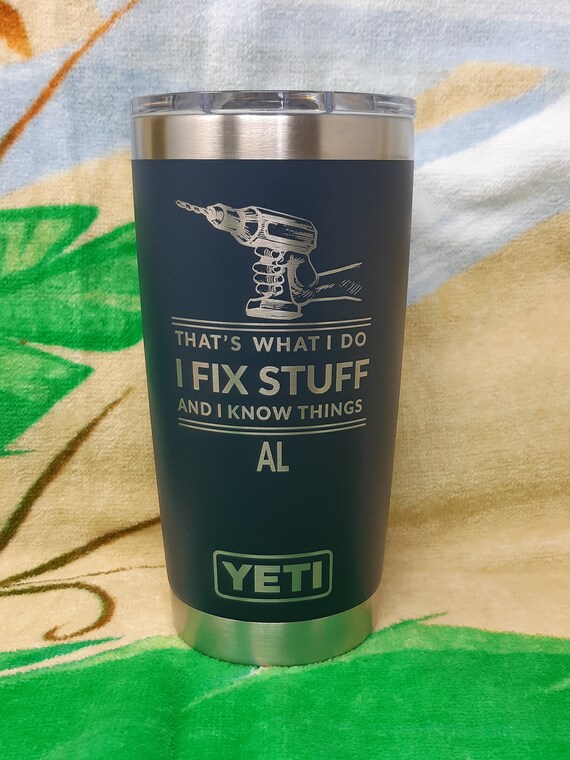 THAT'S WHAT I DO
I FIX STUFF
AND I KNOW THINGS
AL
YETI